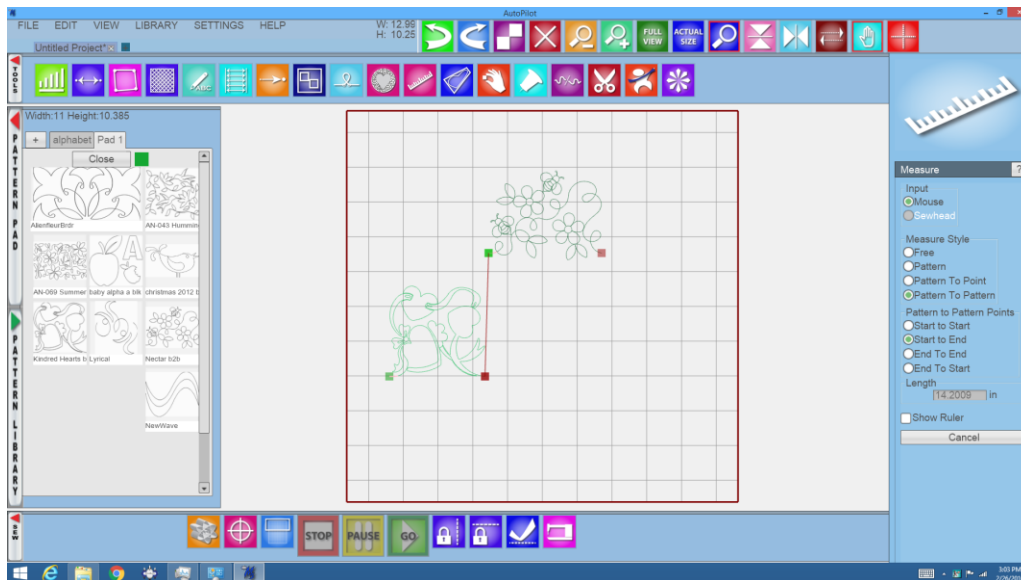 AutoPilot
FILE EDIT VIEW LIBRARY SETTINGS HELP
W: 12.99
H: 10.25
FULL VIEW
ACTUAL SIZE
Untitled Project*
TOOLS
ABC
Width:11 Height:10.385
+ alphabet Pad 1
Close
PATTERN PAD
AlienfleurBrdr
AN-043 Hummin
AN-069 Summer
baby alpha a blk
christmas 2012 b
Kindred Hearts b
Lyrical
Nectar b2b
NewWave
PATTERN LIBRARY
Measure ?
Input
Mouse
Sewhead
Measure Style
Free
Pattern
Pattern To Point
Pattern To Pattern
Pattern to Pattern Points
Start to Start
Start to End
End To End
End To Start
Length
14.2009 in
Show Ruler
Cancel
SEW
STOP
PAUSE
GO
3:03 PM